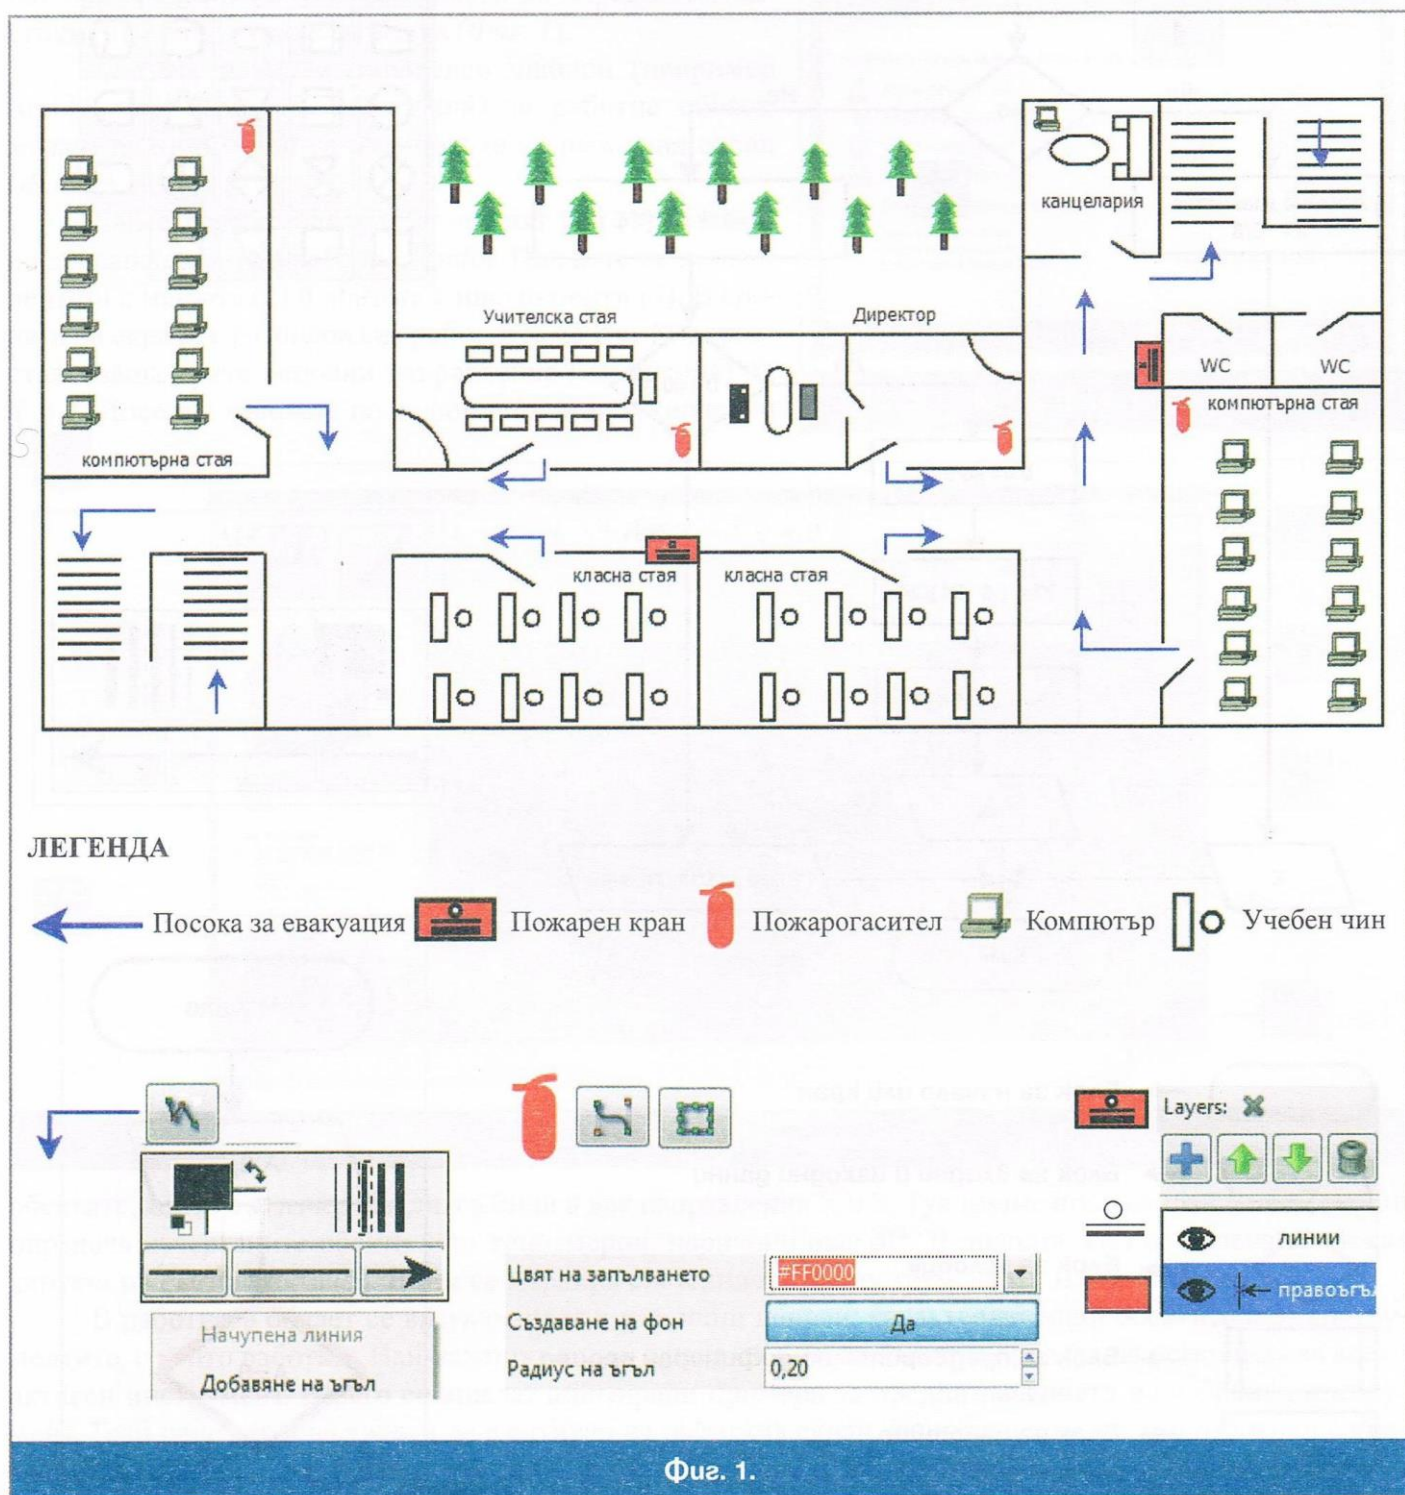 канцелария
Учителска стая
Директор
WC
WC
компютърна стая
компютърна стая
класна стая
класна стая
ЛЕГЕНДА
Посока за евакуация
Пожарен кран
Пожарогасител
Компютър
Учебен чин
Layers:
линии
правоъгъл
Цвят на запълването
#FF0000
Създаване на фон
Да
Радиус на ъгъл
0,20
Начупена линия
Добавяне на ъгъл
Фиг. 1.